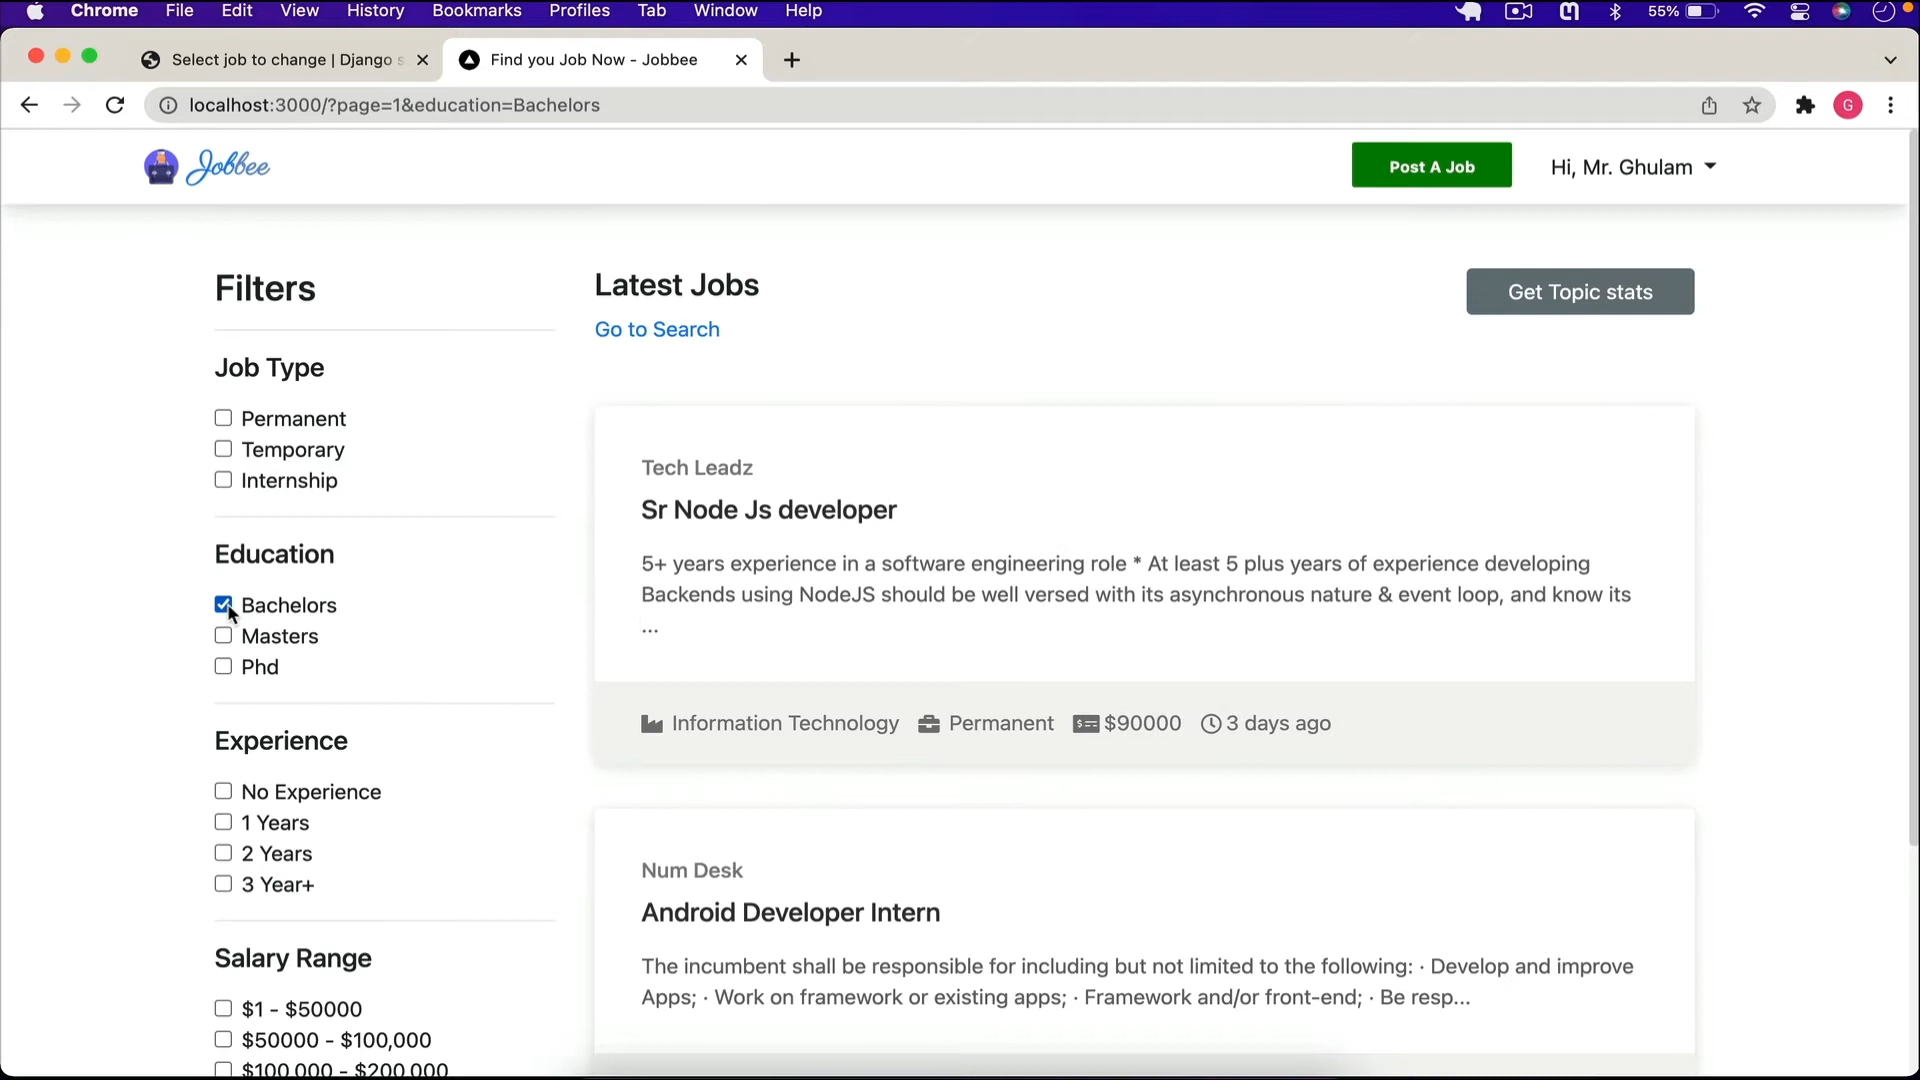 Chrome File Edit View History Bookmarks Profiles Tab Window Help 55%
Select job to change | Django s
Find you Job Now - Jobbee
localhost:3000/?page=1&education=Bachelors
G
Jobbee
Post A Job
Hi, Mr. Ghulam
Filters
Job Type
Permanent
Temporary
Internship
Education
Bachelors
Masters
Phd
Experience
No Experience
1 Years
2 Years
3 Year+
Salary Range
$1 - $50000
$50000 - $100,000
$100,000 - $200,000
Latest Jobs
Get Topic stats
Go to Search
Tech Leadz
Sr Node Js developer
5+ years experience in a software engineering role * At least 5 plus years of experience developing
Backends using NodeJS should be well versed with its asynchronous nature & event loop, and know its
...
Information Technology Permanent $90000 3 days ago
Num Desk
Android Developer Intern
The incumbent shall be responsible for including but not limited to the following: · Develop and improve
Apps; · Work on framework or existing apps; · Framework and/or front-end; · Be resp...